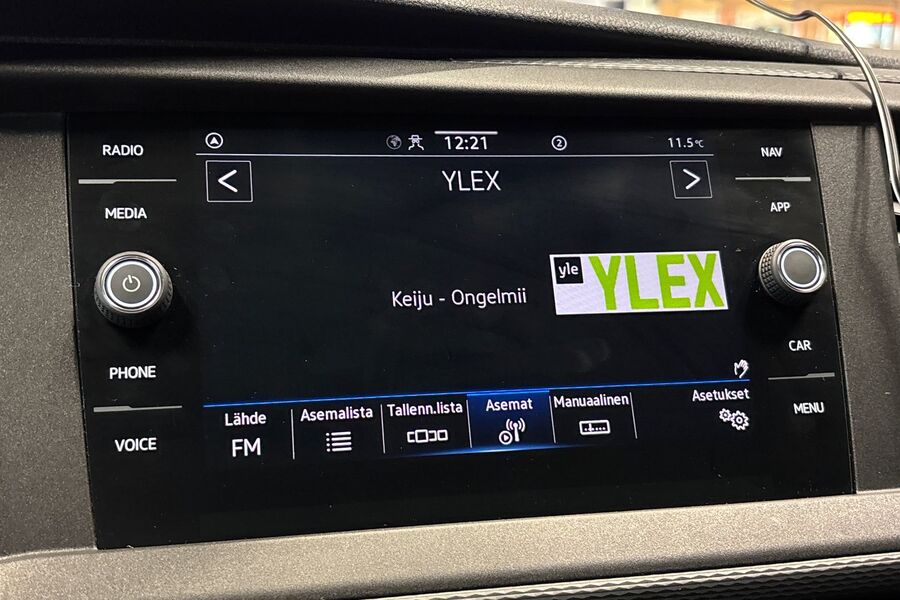 RADIO
MEDIA
PHONE
VOICE
12:21
2
11.5°C
YLEX
Keiju - Ongelmii
yle YLEX
Lähde
FM
Asemalista
Tallenn.lista
Asemat
Manuaalinen
Asetukset
NAV
APP
CAR
MENU